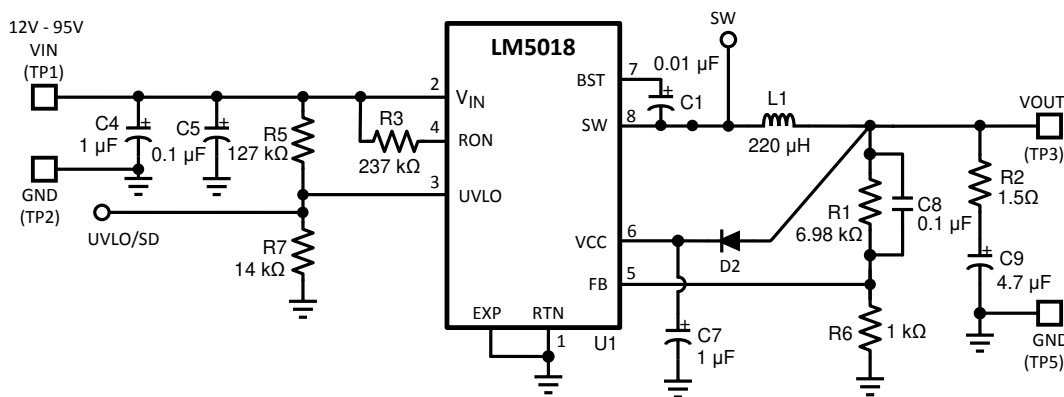 12V - 95V
VIN
(TP1)
GND
(TP2)
UVLO/SD
C4
+
1 µF
C5
+
0.1 µF
R5
127 kΩ
R7
14 kΩ
R3
237 kΩ
2
4
3
LM5018
VIN
RON
UVLO
EXP
RTN
1
U1
BST
SW
VCC
FB
7
8
6
5
0.01 µF
+
C1
SW
L1
220 µH
D2
+
C7
1 µF
R1
6.98 kΩ
C8
0.1 µF
R6
1 kΩ
R2
1.5Ω
+
C9
4.7 µF
VOUT
(TP3)
GND
(TP5)